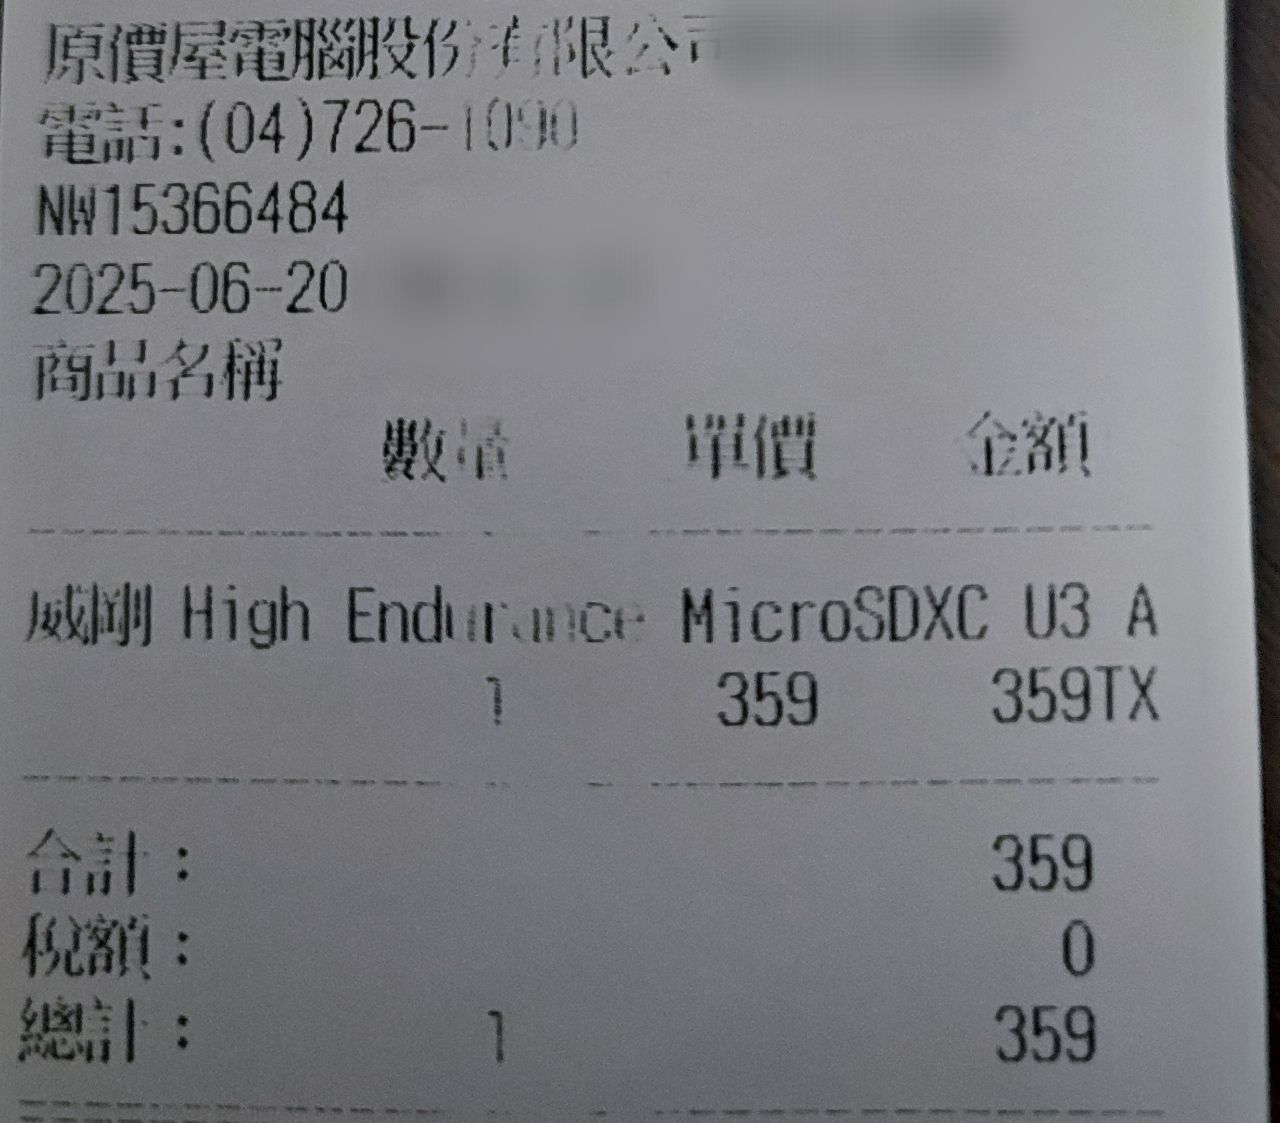 原價屋電腦股份有限公司
電話:(04)726-1090
NW15366484
2025-06-20
商品名稱
數量 單價 金額
威剛 High Endurance MicroSDXC U3 A
1 359 359TX
合計: 359
稅額: 0
總計: 1 359